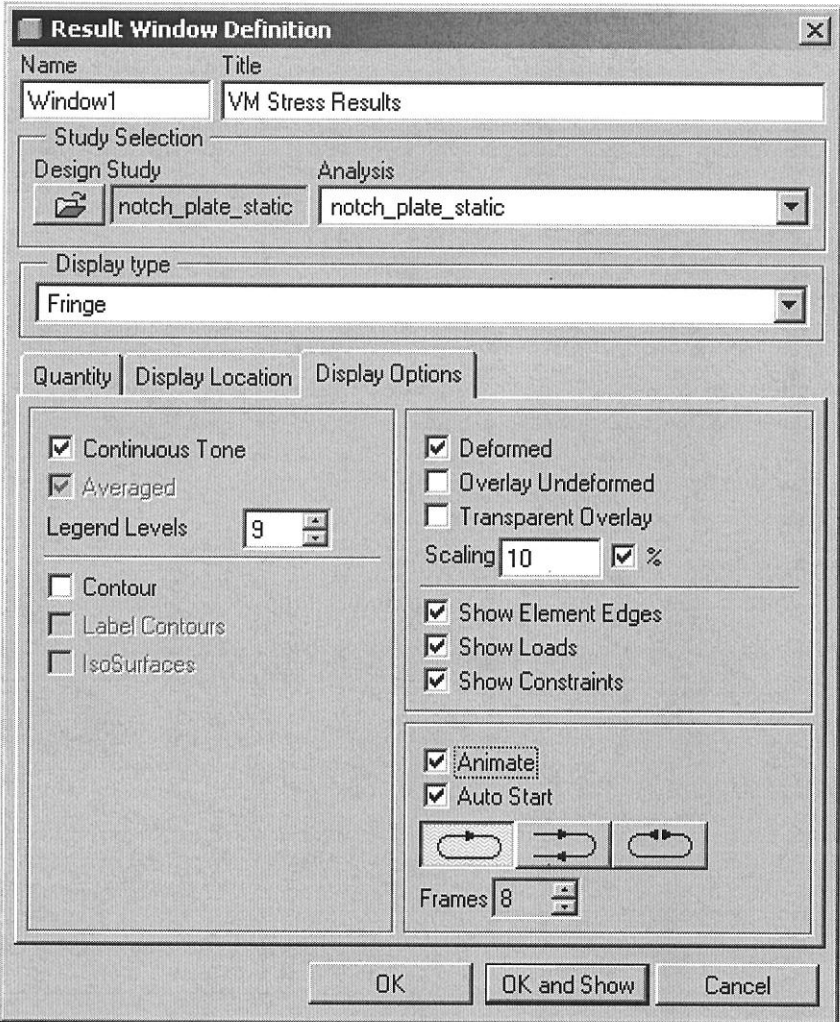 Result Window Definition
Name Title
Window1 VM Stress Results
Study Selection
Design Study Analysis
notch_plate_static notch_plate_static
Display type
Fringe
Quantity Display Location Display Options
Continuous Tone
Averaged
Legend Levels 9
Contour
Label Contours
IsoSurfaces
Deformed
Overlay Undeformed
Transparent Overlay
Scaling 10 %
Show Element Edges
Show Loads
Show Constraints
Animate
Auto Start
Frames 8
OK OK and Show Cancel